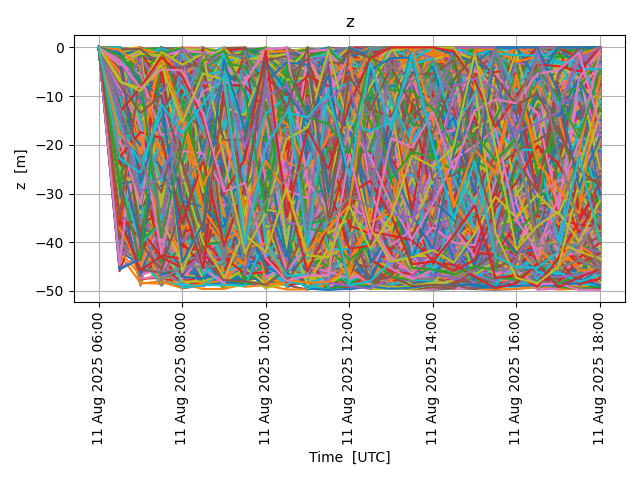 z
0
−10
−20
−30
−40
−50
z [m]
11 Aug 2025 06:00
11 Aug 2025 08:00
11 Aug 2025 10:00
11 Aug 2025 12:00
11 Aug 2025 14:00
11 Aug 2025 16:00
11 Aug 2025 18:00
Time [UTC]